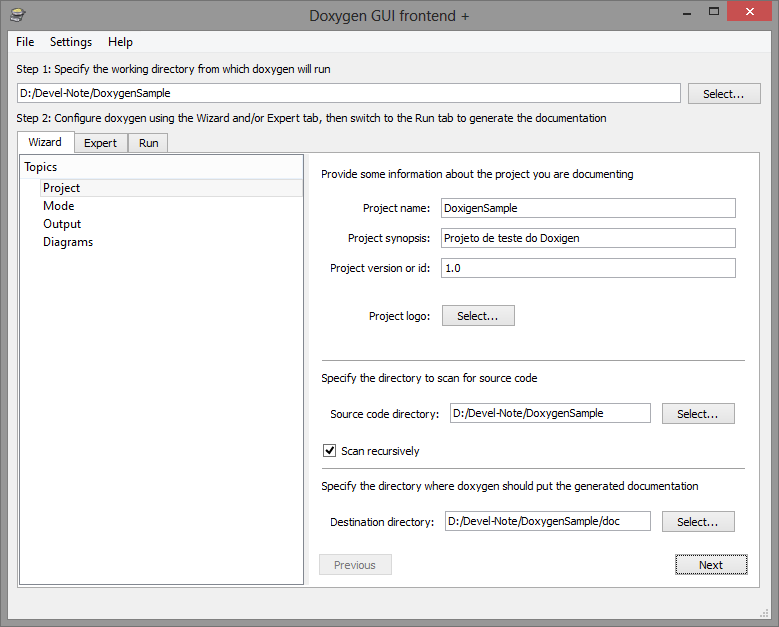 Doxygen GUI frontend +
File Settings Help
Step 1: Specify the working directory from which doxygen will run
D:/Devel-Note/DoxygenSample Select...
Step 2: Configure doxygen using the Wizard and/or Expert tab, then switch to the Run tab to generate the documentation
Wizard Expert Run
Topics
Project
Mode
Output
Diagrams
Provide some information about the project you are documenting
Project name: DoxigenSample
Project synopsis: Projeto de teste do Doxigen
Project version or id: 1.0
Project logo: Select...
Specify the directory to scan for source code
Source code directory: D:/Devel-Note/DoxygenSample Select...
Scan recursively
Specify the directory where doxygen should put the generated documentation
Destination directory: D:/Devel-Note/DoxygenSample/doc Select...
Previous Next